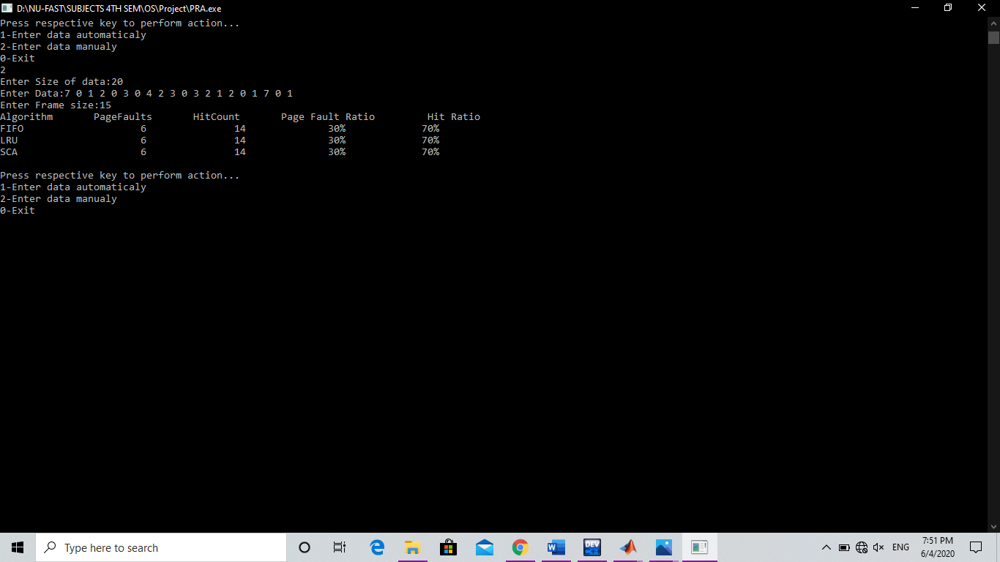 D:\NU-FAST\SUBJECTS 4TH SEM\OS\Project\PRA.exe
Press respective key to perform action...
1-Enter data automaticaly
2-Enter data manualy
0-Exit
2
Enter Size of data:20
Enter Data:7 0 1 2 0 3 0 4 2 3 0 3 2 1 2 0 1 7 0 1
Enter Frame size:15
Algorithm PageFaults HitCount Page Fault Ratio Hit Ratio
FIFO 6 14 30% 70%
LRU 6 14 30% 70%
SCA 6 14 30% 70%
Press respective key to perform action...
1-Enter data automaticaly
2-Enter data manualy
0-Exit
Type here to search
W
DEV
C++
ENG
7:51 PM
6/4/2020